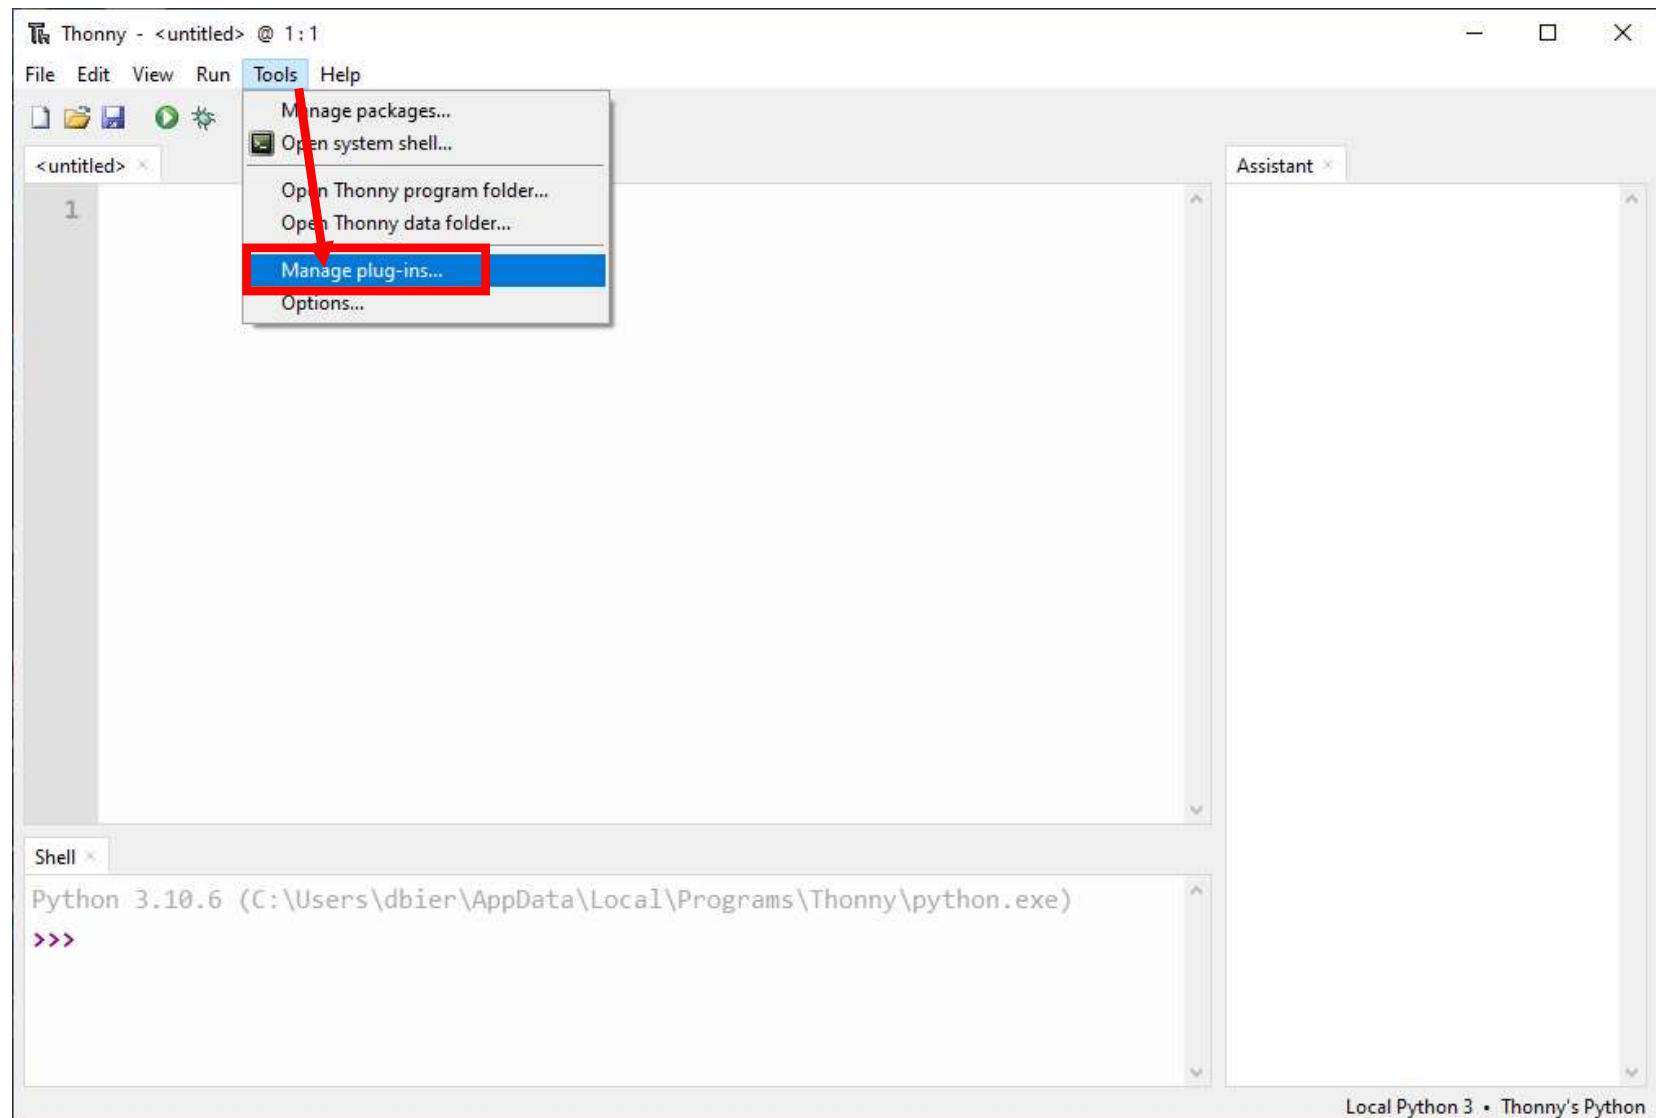 Thonny - <untitled> @ 1:1
File Edit View Run Tools Help
Manage packages...
Open system shell...
<untitled>
Assistant
Open Thonny program folder...
1
Open Thonny data folder...
Manage plug-ins...
Options...
Shell
Python 3.10.6 (C:\Users\dbier\AppData\Local\Programs\Thonny\python.exe)
>>>
Local Python 3 • Thonny's Python